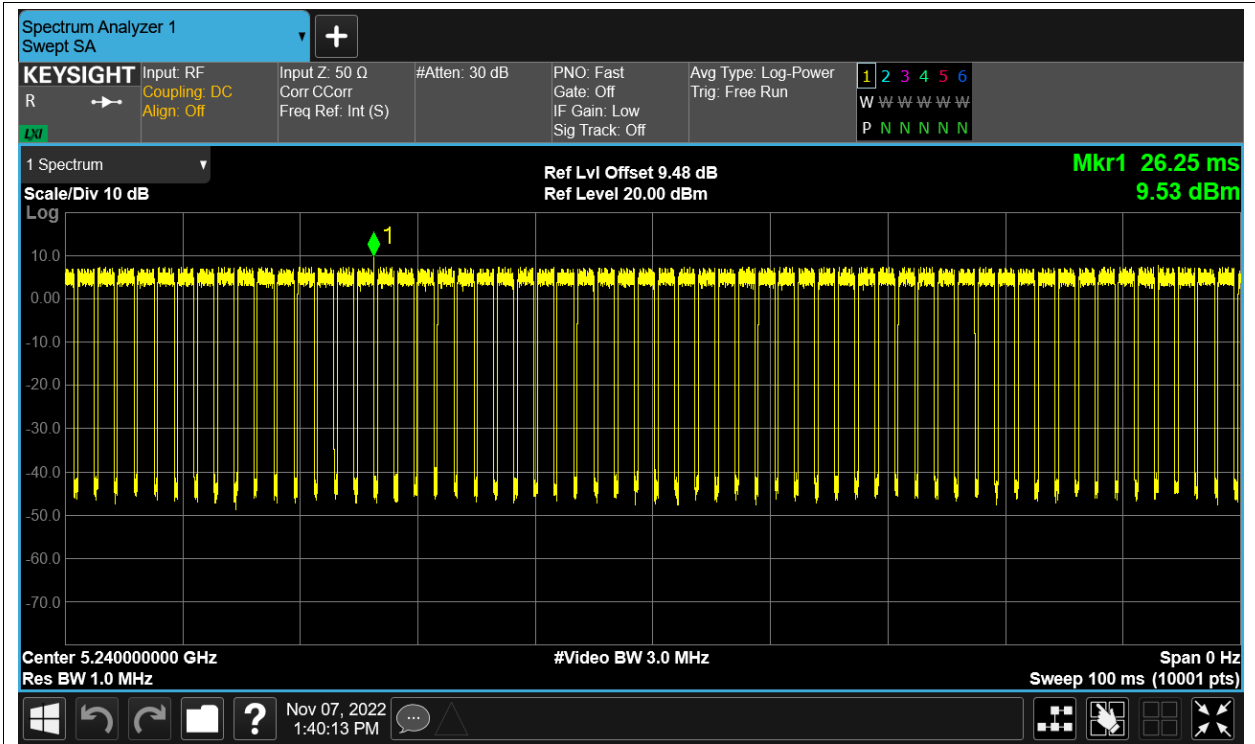 Spectrum Analyzer 1
Swept SA
+
KEYSIGHT
R
LXI
Input: RF
Coupling: DC
Align: Off
Input Z: 50 Ω
Corr CCorr
Freq Ref: Int (S)
#Atten: 30 dB
PNO: Fast
Gate: Off
IF Gain: Low
Sig Track: Off
Avg Type: Log-Power
Trig: Free Run
1 2 3 4 5 6
W W W W W W
P N N N N N
1 Spectrum
Scale/Div 10 dB
Ref Lvl Offset 9.48 dB
Ref Level 20.00 dBm
Mkr1 26.25 ms
9.53 dBm
Log
1
10.0
0.00
-10.0
-20.0
-30.0
-40.0
-50.0
-60.0
-70.0
Center 5.240000000 GHz
Res BW 1.0 MHz
#Video BW 3.0 MHz
Span 0 Hz
Sweep 100 ms (10001 pts)
?
Nov 07, 2022
1:40:13 PM